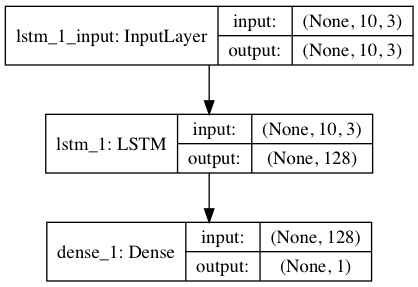 lstm_1_input: InputLayer
input: (None, 10, 3)
output: (None, 10, 3)
lstm_1: LSTM
input: (None, 10, 3)
output: (None, 128)
dense_1: Dense
input: (None, 128)
output: (None, 1)